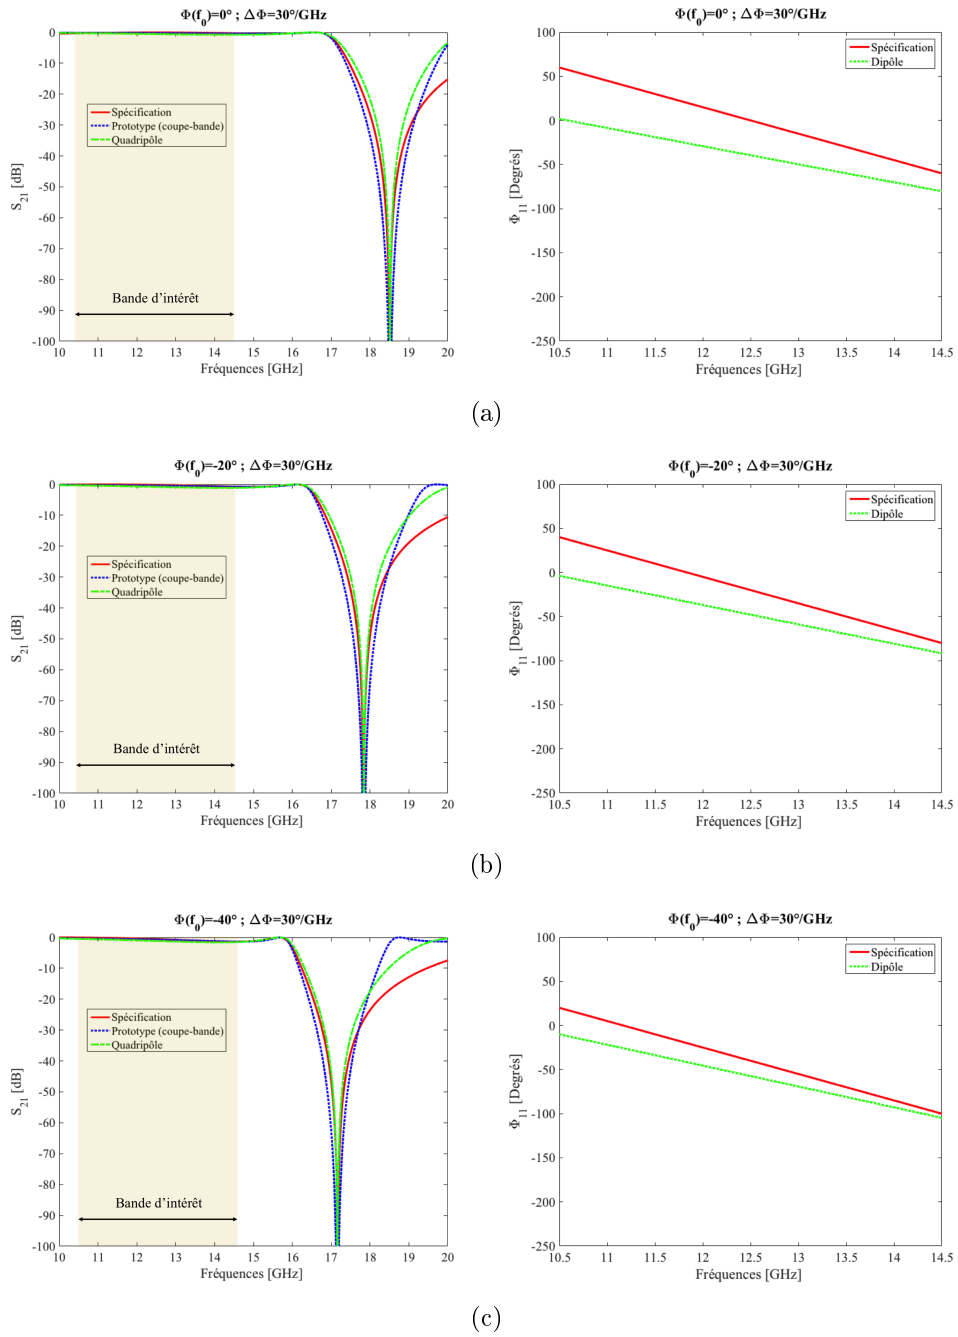 Φ(f0)=0° ; ΔΦ=30°/GHz
0
-10
-20
-30
-40
-50
-60
-70
-80
-90
-100
S21 [dB]
Spécification
Prototype (coupe-bande)
Quadripôle
Bande d'intérêt
10 11 12 13 14 15 16 17 18 19 20
Fréquences [GHz]
Φ(f0)=0° ; ΔΦ=30°/GHz
100
50
0
-50
-100
-150
-200
-250
Φ11 [Degrés]
Spécification
Dipôle
10.5 11 11.5 12 12.5 13 13.5 14 14.5
Fréquences [GHz]
(a)
Φ(f0)=-20° ; ΔΦ=30°/GHz
0
-10
-20
-30
-40
-50
-60
-70
-80
-90
-100
S21 [dB]
Spécification
Prototype (coupe-bande)
Quadripôle
Bande d'intérêt
10 11 12 13 14 15 16 17 18 19 20
Fréquences [GHz]
Φ(f0)=-20° ; ΔΦ=30°/GHz
100
50
0
-50
-100
-150
-200
-250
Φ11 [Degrés]
Spécification
Dipôle
10.5 11 11.5 12 12.5 13 13.5 14 14.5
Fréquences [GHz]
(b)
Φ(f0)=-40° ; ΔΦ=30°/GHz
0
-10
-20
-30
-40
-50
-60
-70
-80
-90
-100
S21 [dB]
Spécification
Prototype (coupe-bande)
Quadripôle
Bande d'intérêt
10 11 12 13 14 15 16 17 18 19 20
Fréquences [GHz]
Φ(f0)=-40° ; ΔΦ=30°/GHz
100
50
0
-50
-100
-150
-200
-250
Φ11 [Degrés]
Spécification
Dipôle
10.5 11 11.5 12 12.5 13 13.5 14 14.5
Fréquences [GHz]
(c)